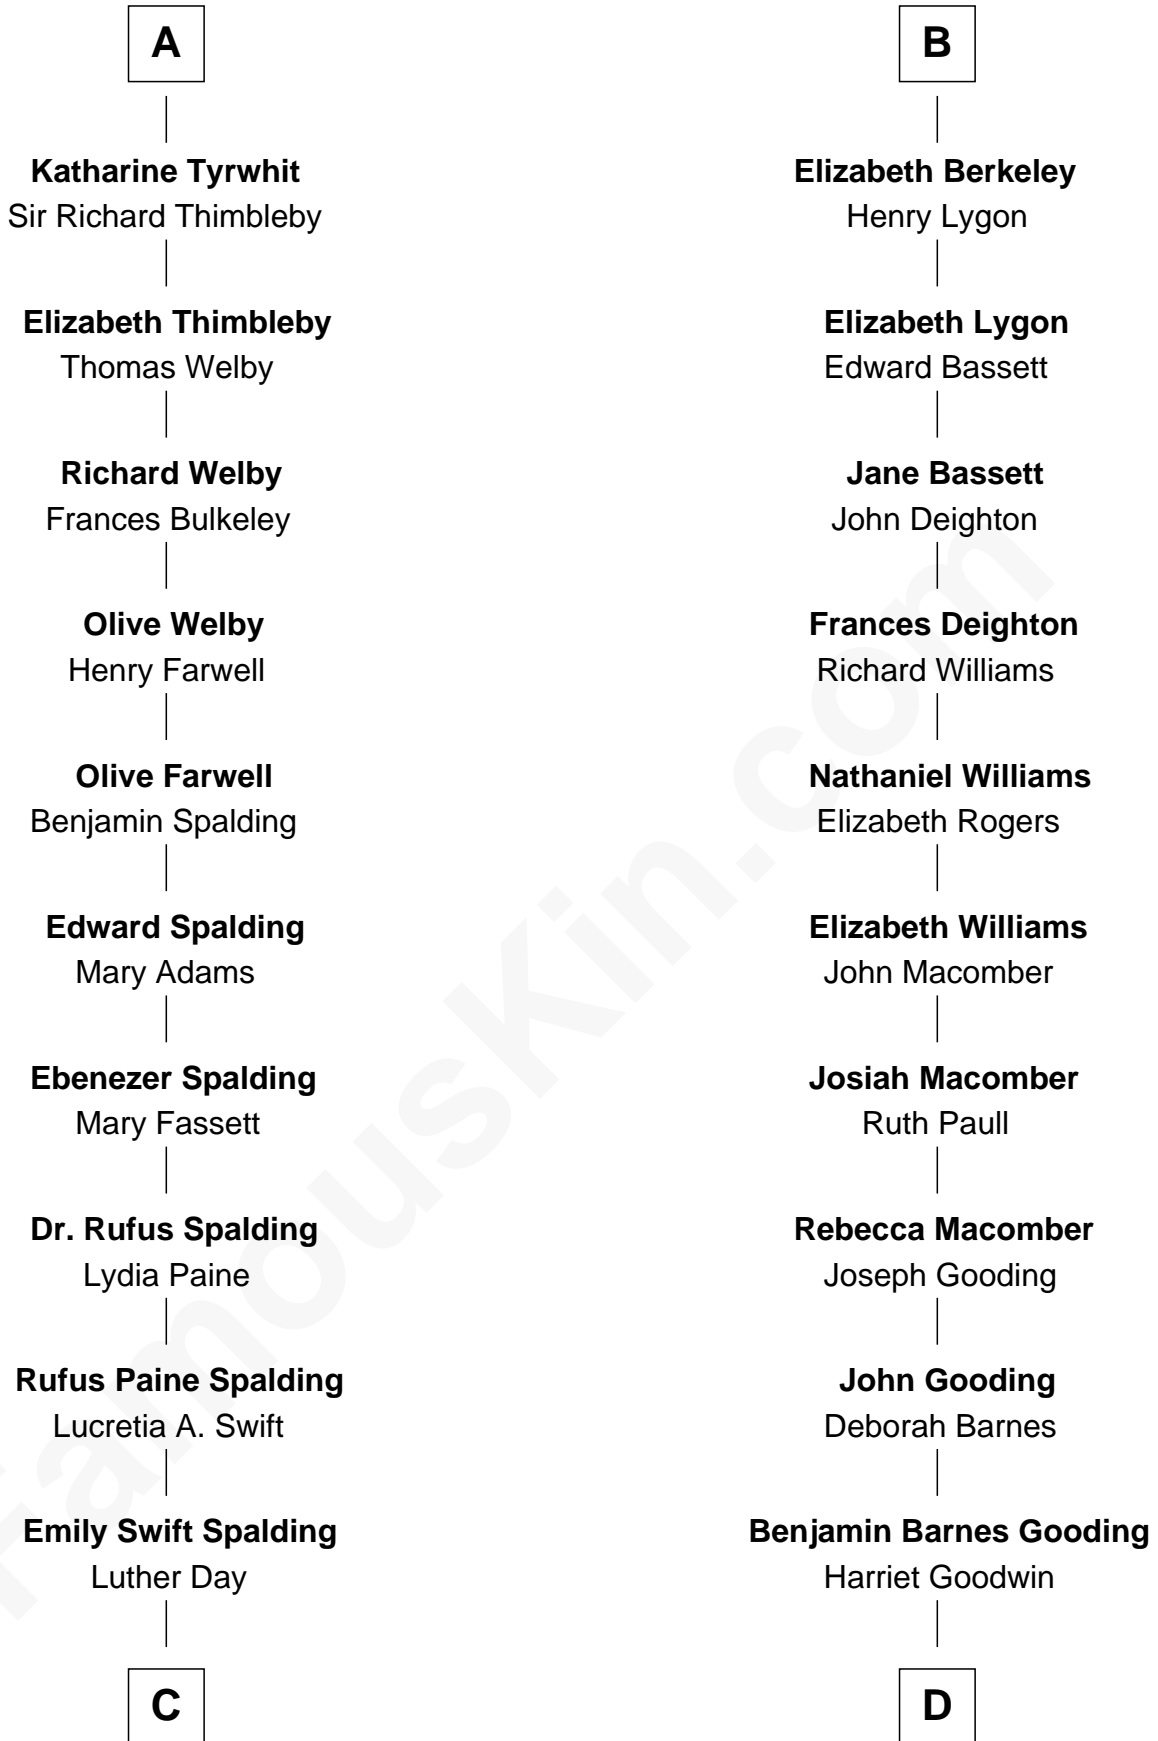 A
Katharine Tyrwhit
Sir Richard Thimbleby
Elizabeth Thimbleby
Thomas Welby
Richard Welby
Frances Bulkeley
Olive Welby
Henry Farwell
Olive Farwell
Benjamin Spalding
Edward Spalding
Mary Adams
Ebenezer Spalding
Mary Fassett
Dr. Rufus Spalding
Lydia Paine
Rufus Paine Spalding
Lucretia A. Swift
Emily Swift Spalding
Luther Day
C
B
Elizabeth Berkeley
Henry Lygon
Elizabeth Lygon
Edward Bassett
Jane Bassett
John Deighton
Frances Deighton
Richard Williams
Nathaniel Williams
Elizabeth Rogers
Elizabeth Williams
John Macomber
Josiah Macomber
Ruth Paull
Rebecca Macomber
Joseph Gooding
John Gooding
Deborah Barnes
Benjamin Barnes Gooding
Harriet Goodwin
D
FamousKin.com